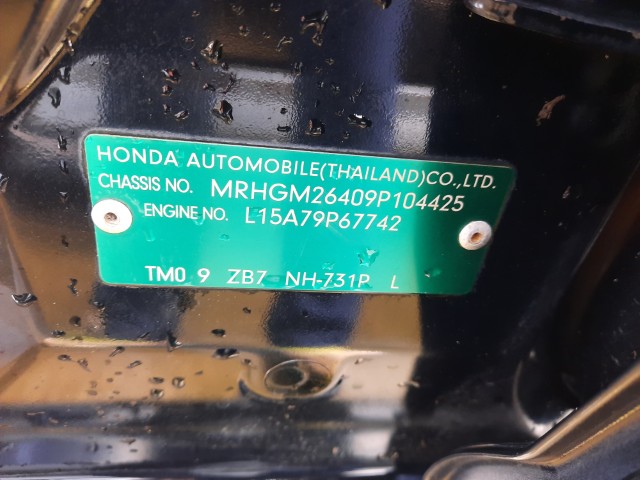 HONDA AUTOMOBILE(THAILAND)CO.,LTD.
CHASSIS NO. MRHGM26409P104425
ENGINE NO. L15A79P67742
TM0 9 ZB7 NH-731P L